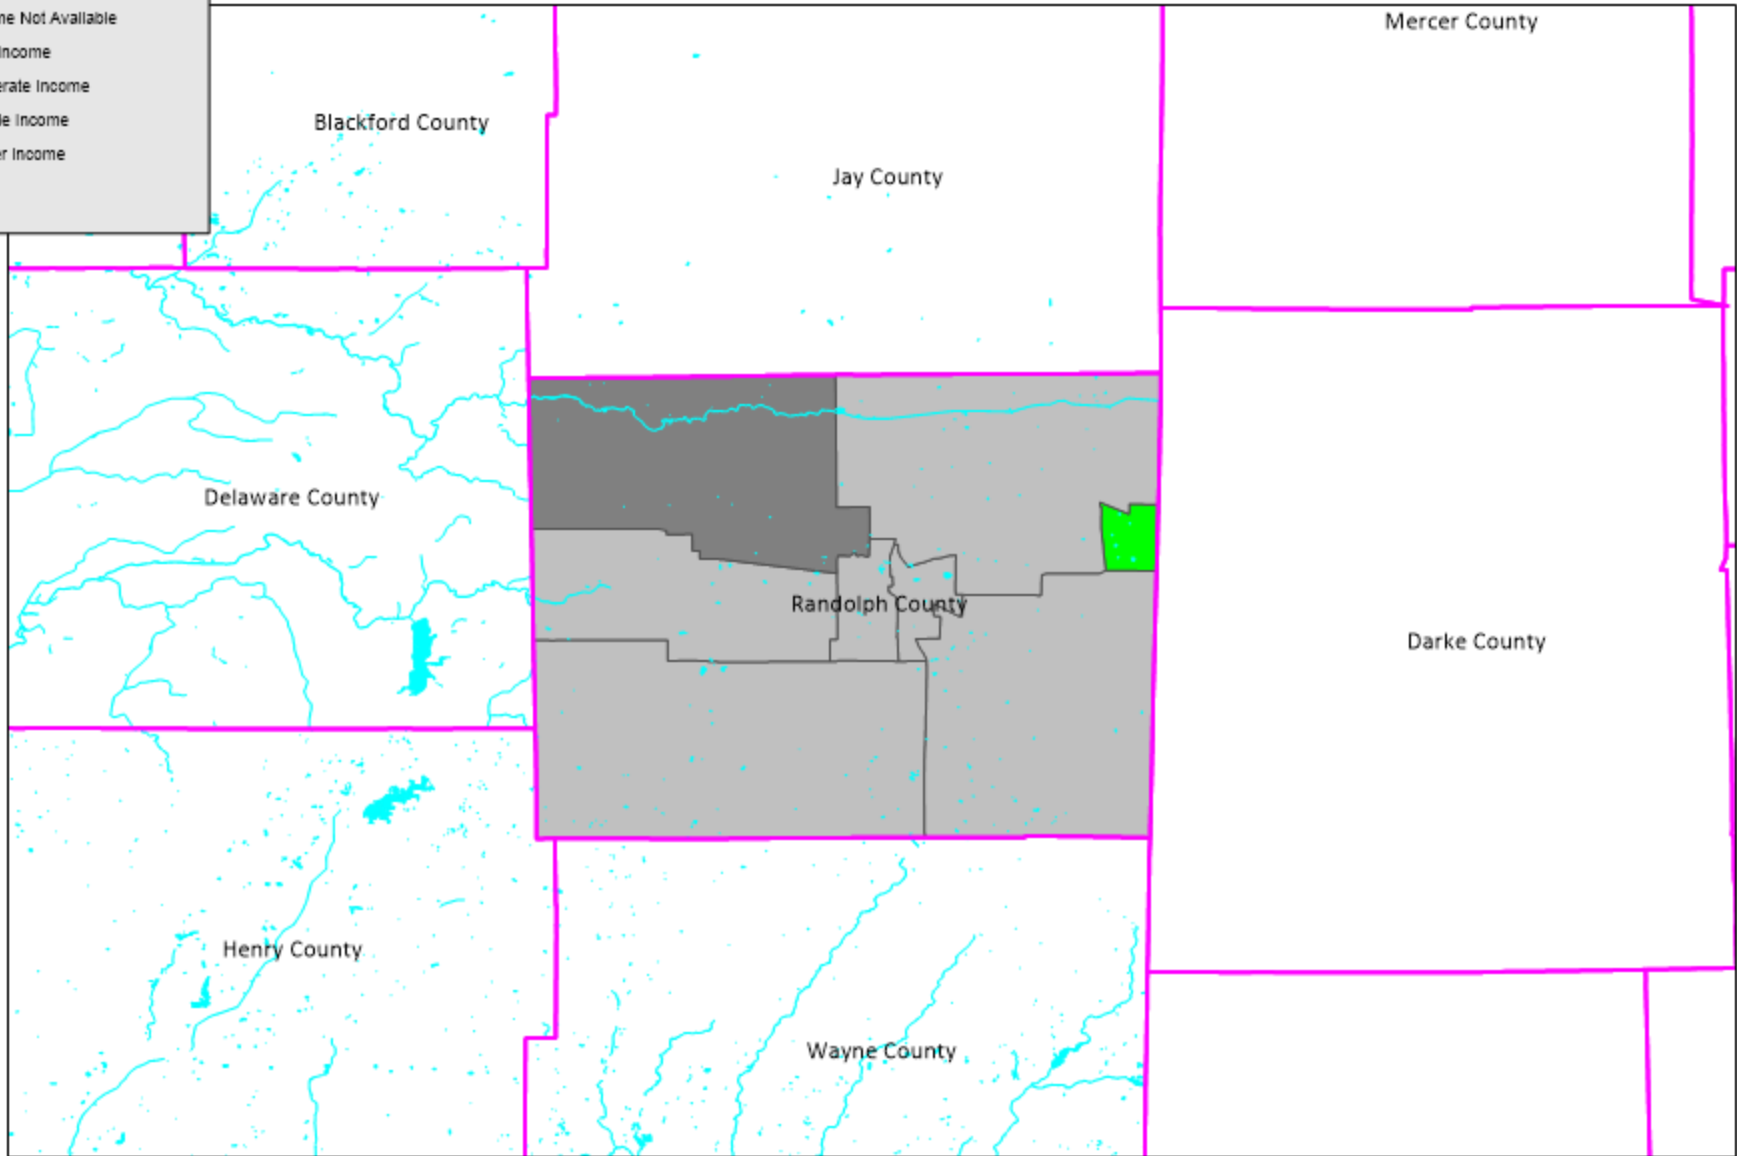 me Not Available
Income
erate Income
le Income
er Income
Mercer County
Blackford County
Jay County
Delaware County
Randolph County
Darke County
Henry County
Wayne County